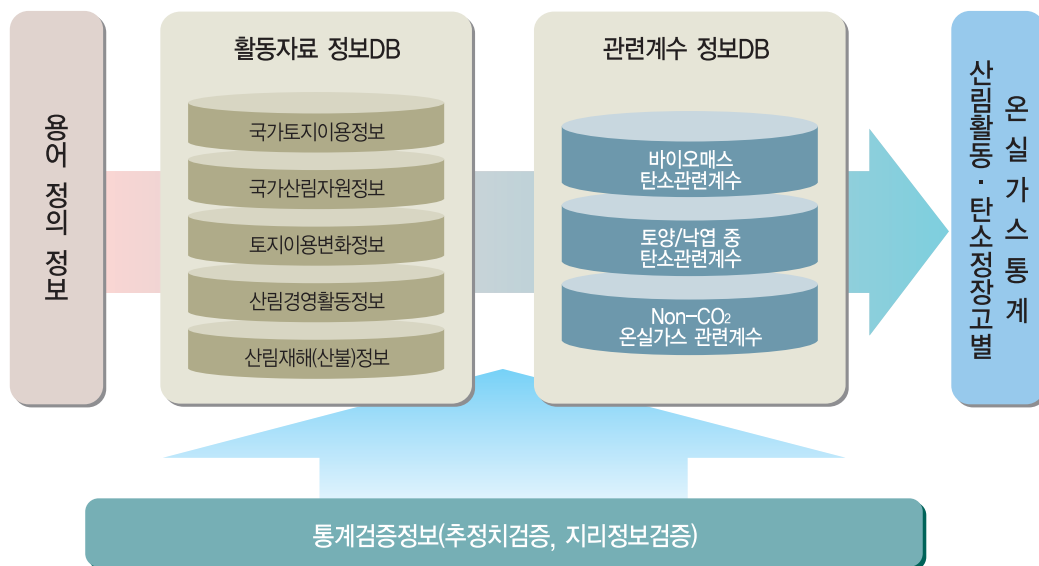 용어 정의 정보
활동자료 정보DB
국가토지이용정보
국가산림자원정보
토지이용변화정보
산림경영활동정보
산림재해(산불)정보
관련계수 정보DB
바이오매스
탄소관련계수
토양/낙엽 중
탄소관련계수
Non-CO₂
온실가스 관련계수
산림활동·탄소정장고별
온실가스통계
통계검증정보(추정치검증, 지리정보검증)